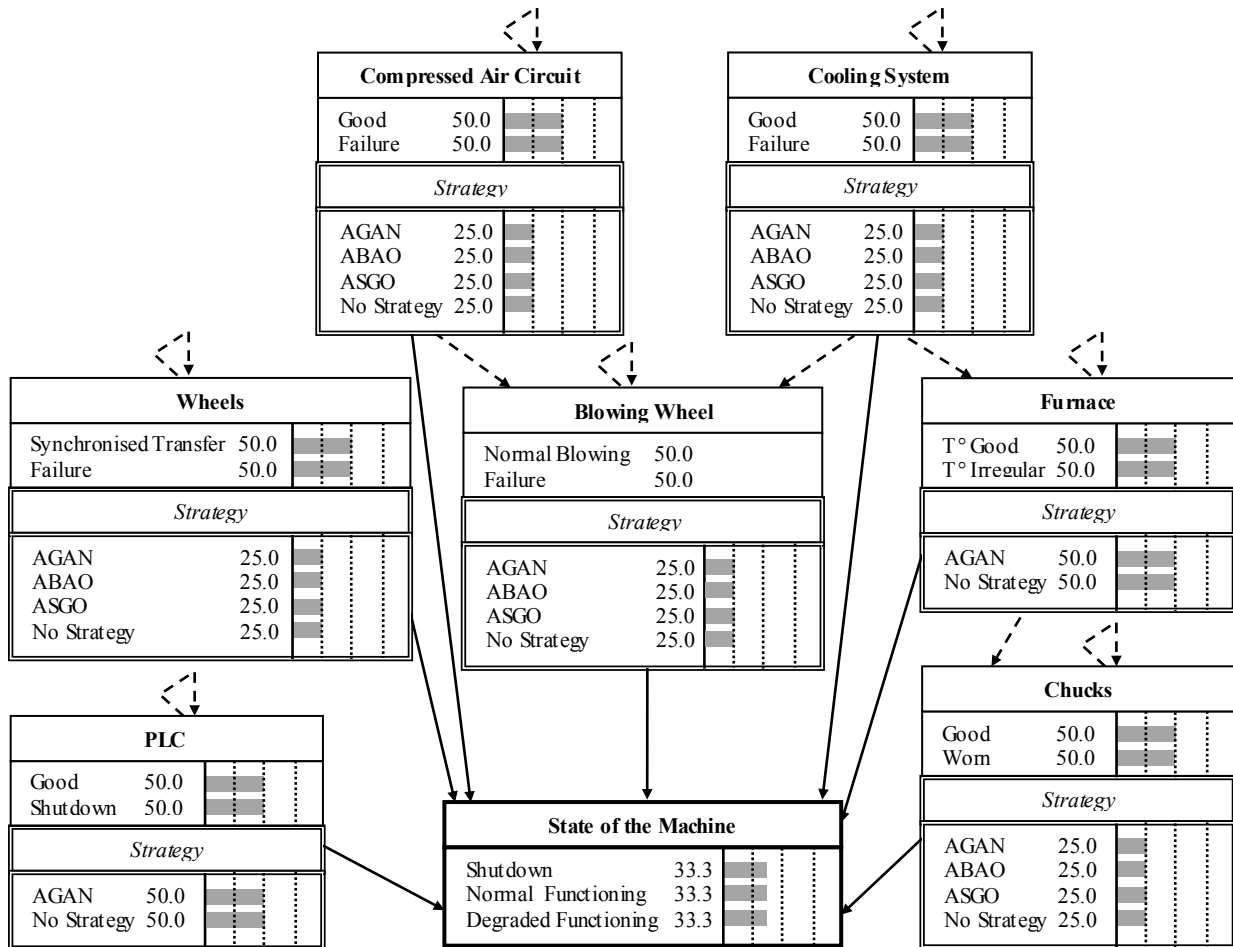 Compressed Air Circuit
Good 50.0
Failure 50.0
Strategy
AGAN 25.0
ABAO 25.0
ASGO 25.0
No Strategy 25.0
Cooling System
Good 50.0
Failure 50.0
Strategy
AGAN 25.0
ABAO 25.0
ASGO 25.0
No Strategy 25.0
Wheels
Synchronised Transfer 50.0
Failure 50.0
Strategy
AGAN 25.0
ABAO 25.0
ASGO 25.0
No Strategy 25.0
Blowing Wheel
Normal Blowing 50.0
Failure 50.0
Strategy
AGAN 25.0
ABAO 25.0
ASGO 25.0
No Strategy 25.0
Furnace
T° Good 50.0
T° Irregular 50.0
Strategy
AGAN 50.0
No Strategy 50.0
PLC
Good 50.0
Shutdown 50.0
Strategy
AGAN 50.0
No Strategy 50.0
State of the Machine
Shutdown 33.3
Normal Functioning 33.3
Degraded Functioning 33.3
Chucks
Good 50.0
Worn 50.0
Strategy
AGAN 25.0
ABAO 25.0
ASGO 25.0
No Strategy 25.0